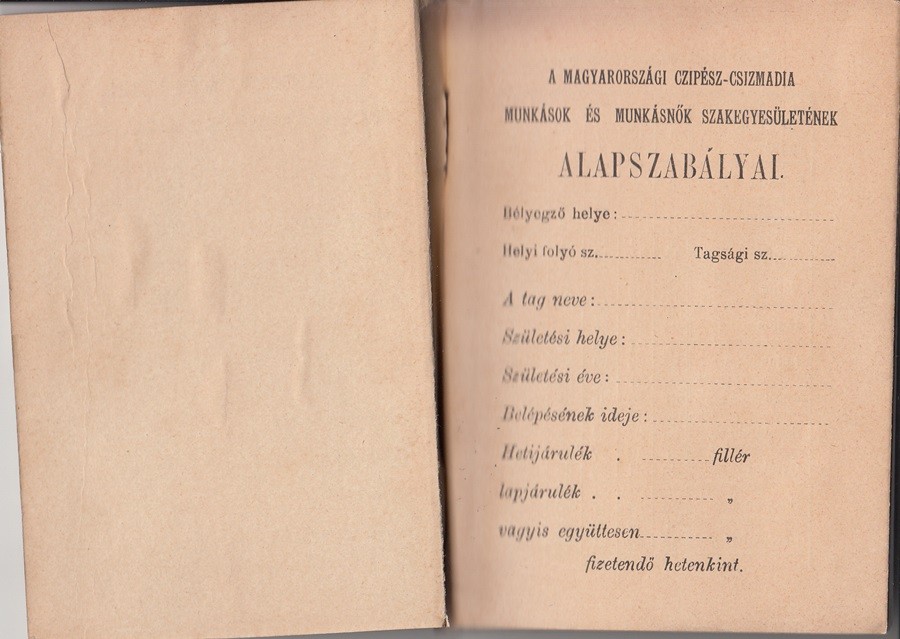 A MAGYARORSZÁGI CZIPÉSZ-CSIZMADIA
MUNKÁSOK ÉS MUNKÁSNŐK SZAKEGYESÜLETÉNEK
ALAPSZABÁLYAI.
Bélyegző helye:
Helyi folyó sz. Tagsági sz.
A tag neve:
Születési helye:
Születési éve:
Belépésének ideje:
Hetijárulék . fillér
lapjárulék . . „
vagyis együttesen „
fizetendő hetenkint.